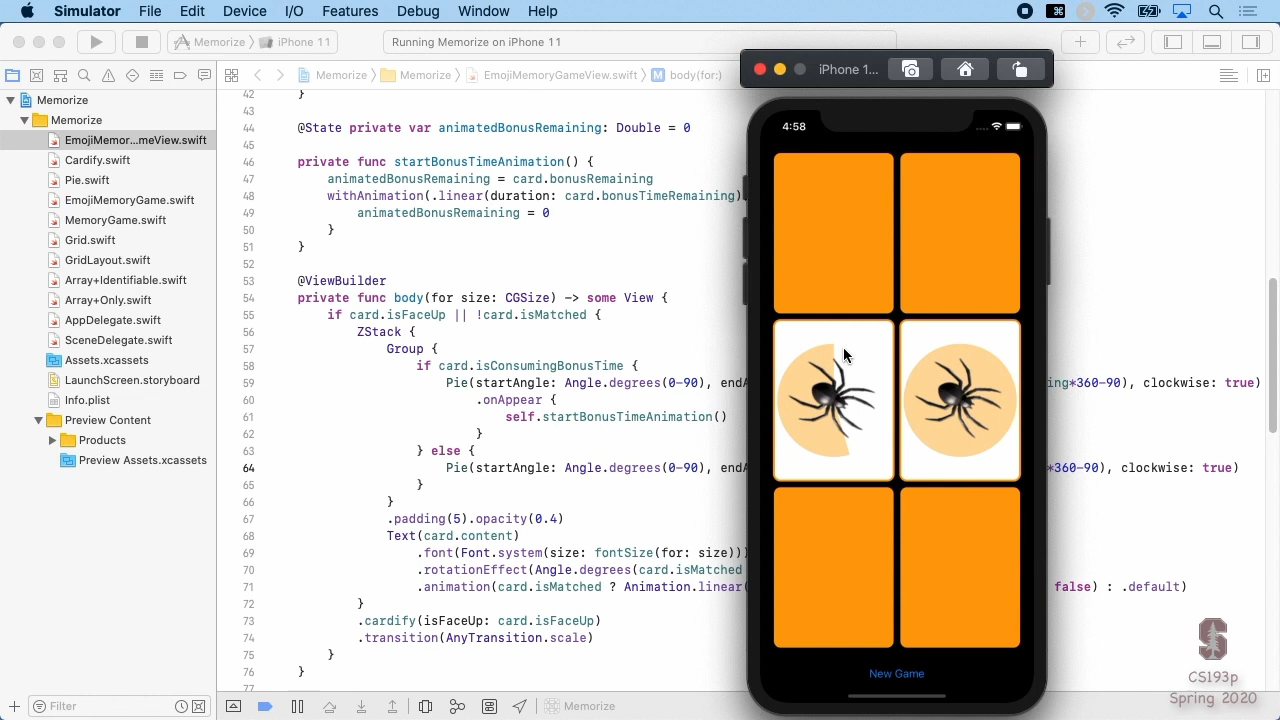 Simulator File Edit Device I/O Features Debug Window Help
Memorize iPhone 11 Running Memorize on iPhone 11
iPhone 1...
Memorize Memorize EmojiMemoryGameView.swift M body(for:)
4:58
Memorize
Memorize
EmojiMemor...meView.swift
Cardify.swift
Pie.swift
EmojiMemoryGame.swift
MemoryGame.swift
Grid.swift
GridLayout.swift
Array+Identifiable.swift
Array+Only.swift
AppDelegate.swift
SceneDelegate.swift
Assets.xcassets
LaunchScreen.storyboard
Info.plist
Preview Content
Products
Preview Assets.xcassets
Filter
42 }
43
44 @State private var animatedBonusRemaining: Double = 0
45
46 private func startBonusTimeAnimation() {
47 animatedBonusRemaining = card.bonusRemaining
48 withAnimation(.linear(duration: card.bonusTimeRemaining)
49 animatedBonusRemaining = 0
50 }
51 }
52
53 @ViewBuilder
54 private func body(for size: CGSize) -> some View {
55 if card.isFaceUp || !card.isMatched {
56 ZStack {
57 Group {
58 if card.isConsumingBonusTime {
59 Pie(startAngle: Angle.degrees(0-90), endA ing*360-90), clockwise: true)
60 .onAppear {
61 self.startBonusTimeAnimation()
62 }
63 } else {
64 Pie(startAngle: Angle.degrees(0-90), endA *360-90), clockwise: true)
65 }
66 }
67 .padding(5).opacity(0.4)
68 Text(card.content)
69 .font(Font.system(size: fontSize(for: size)))
70 .rotationEffect(Angle.degrees(card.isMatched
71 .animation(card.isMatched ? Animation.linear( false) : .default)
72 }
73 .cardify(isFaceUp: card.isFaceUp)
74 .transition(AnyTransition.scale)
75 }
76 }
77
New Game
Memorize
CS193p
Spring 2020